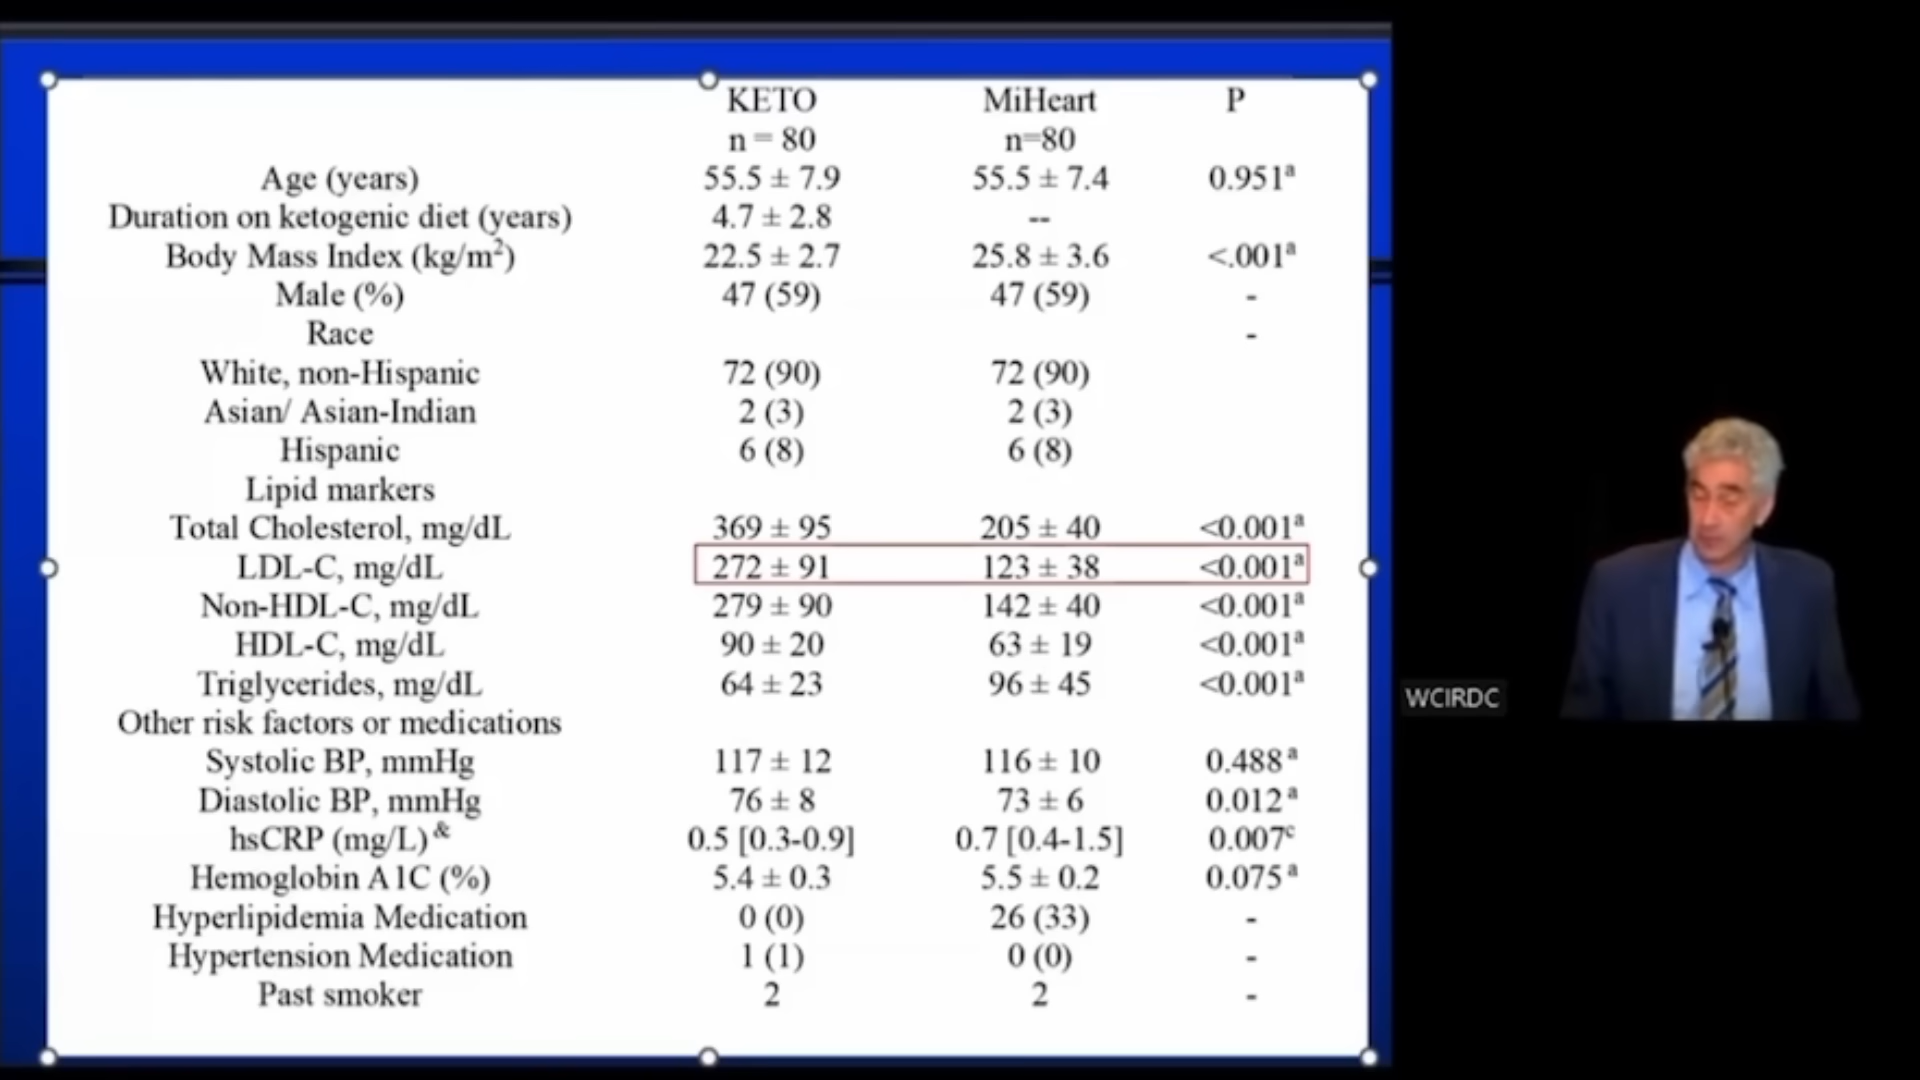 KETO MiHeart P
n = 80 n=80
Age (years) 55.5 ± 7.9 55.5 ± 7.4 0.951ᵃ
Duration on ketogenic diet (years) 4.7 ± 2.8 --
Body Mass Index (kg/m²) 22.5 ± 2.7 25.8 ± 3.6 <.001ᵃ
Male (%) 47 (59) 47 (59) -
Race -
White, non-Hispanic 72 (90) 72 (90)
Asian/ Asian-Indian 2 (3) 2 (3)
Hispanic 6 (8) 6 (8)
Lipid markers
Total Cholesterol, mg/dL 369 ± 95 205 ± 40 <0.001ᵃ
LDL-C, mg/dL 272 ± 91 123 ± 38 <0.001ᵃ
Non-HDL-C, mg/dL 279 ± 90 142 ± 40 <0.001ᵃ
HDL-C, mg/dL 90 ± 20 63 ± 19 <0.001ᵃ
Triglycerides, mg/dL 64 ± 23 96 ± 45 <0.001ᵃ
Other risk factors or medications
Systolic BP, mmHg 117 ± 12 116 ± 10 0.488 ᵃ
Diastolic BP, mmHg 76 ± 8 73 ± 6 0.012 ᵃ
hsCRP (mg/L) & 0.5 [0.3-0.9] 0.7 [0.4-1.5] 0.007ᶜ
Hemoglobin A1C (%) 5.4 ± 0.3 5.5 ± 0.2 0.075 ᵃ
Hyperlipidemia Medication 0 (0) 26 (33) -
Hypertension Medication 1 (1) 0 (0) -
Past smoker 2 2 -
WCIRDC